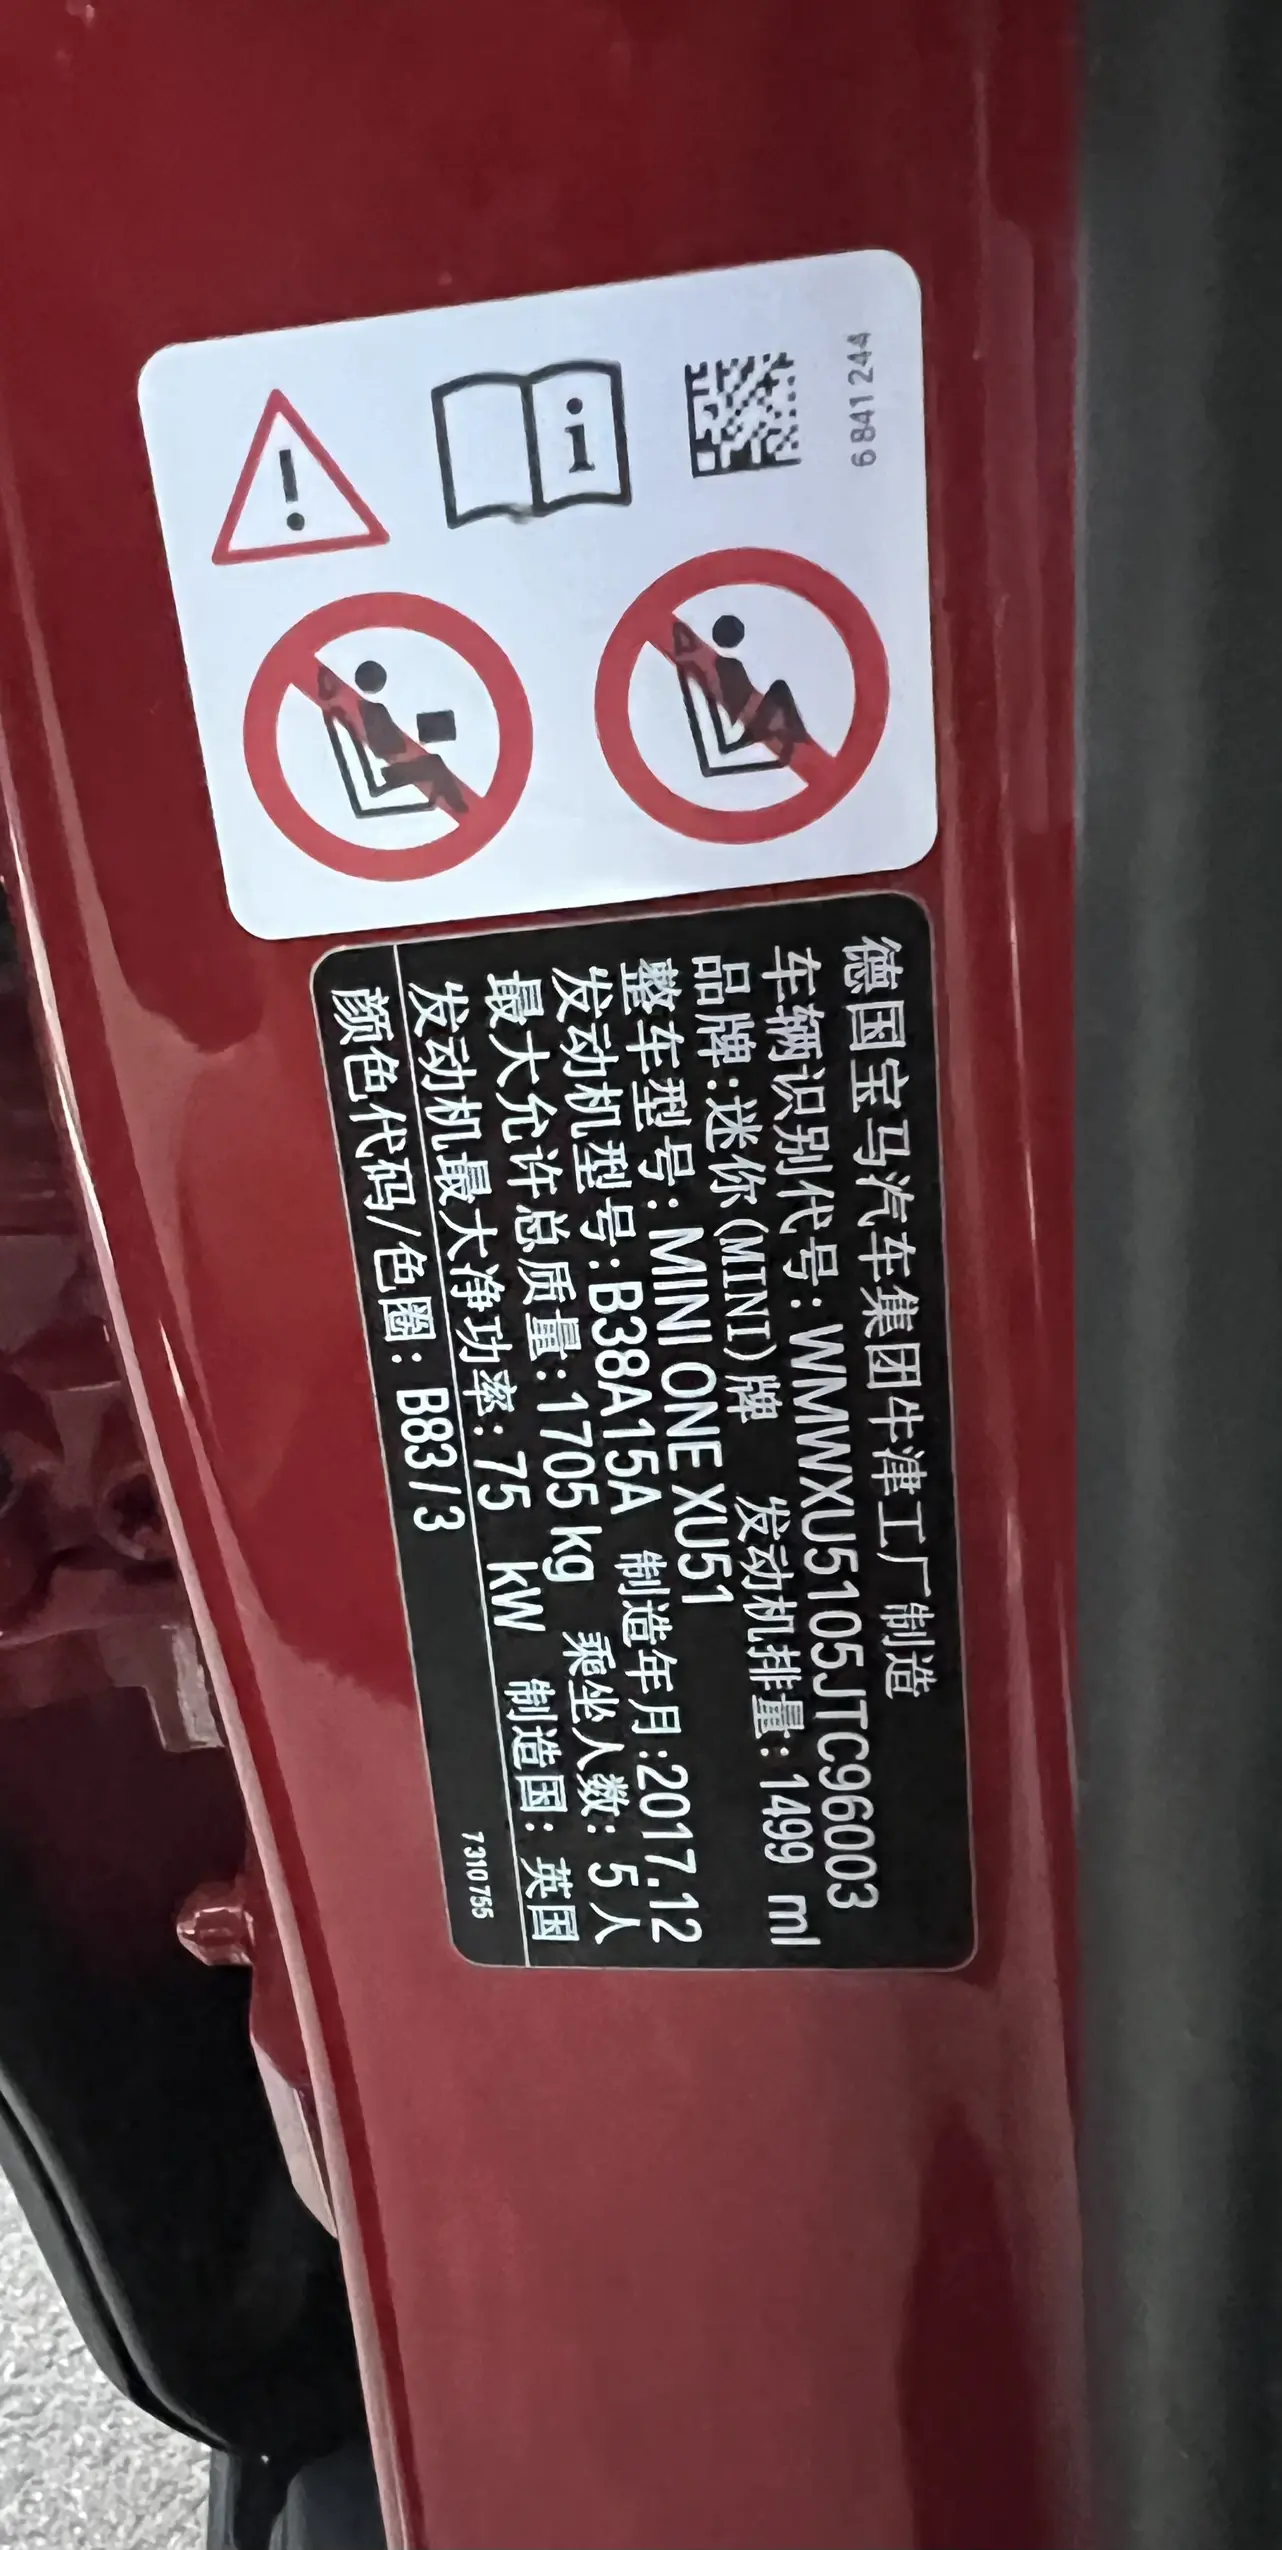 6841244
德国宝马汽车集团牛津工厂制造
车辆识别代号: WMWXU5105JTC96003
品牌:迷你(MINI)牌 发动机排量: 1499 ml
整车型号: MINI ONE XU51
发动机型号: B38A15A 制造年月:2017.12
最大允许总质量:1705 kg 乘坐人数: 5 人
发动机最大净功率: 75 kW 制造国: 英国
颜色代码/色圈: B83/3
7310755